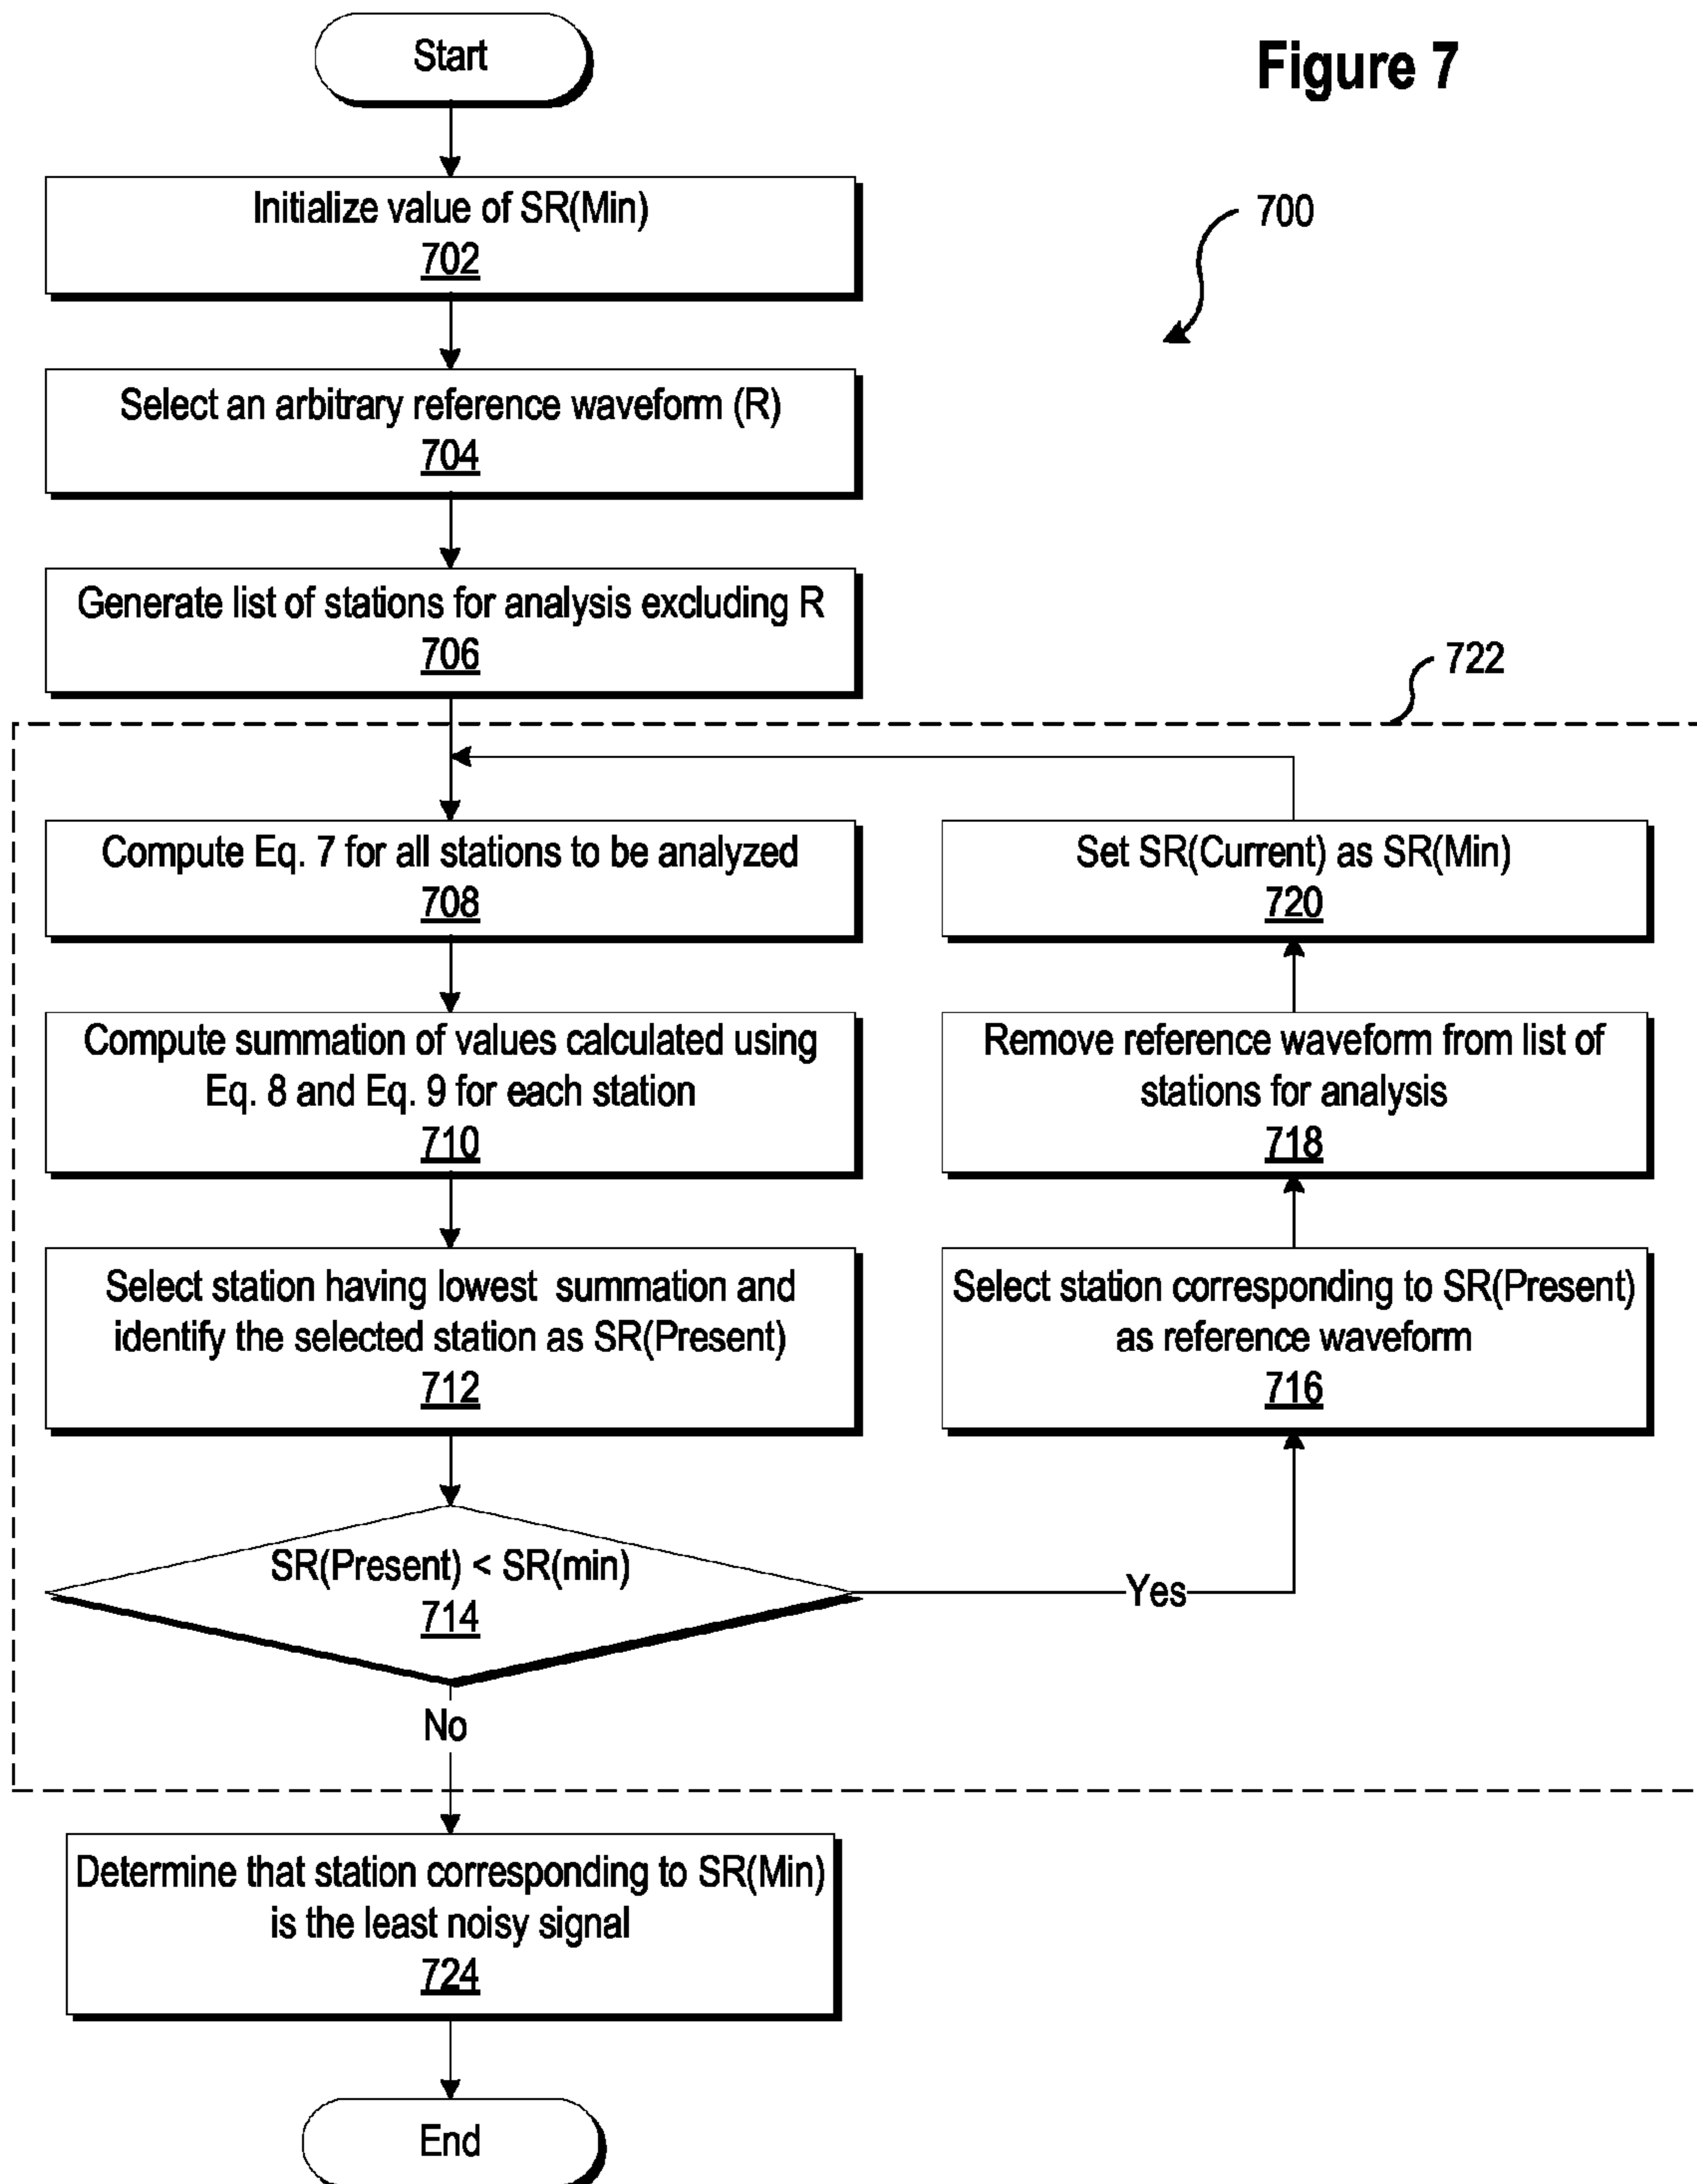 Start
Figure 7
Initialize value of SR(Min)
702
700
Select an arbitrary reference waveform (R)
704
Generate list of stations for analysis excluding R
706
722
Compute Eq. 7 for all stations to be analyzed
708
Set SR(Current) as SR(Min)
720
Compute summation of values calculated using
Eq. 8 and Eq. 9 for each station
710
Remove reference waveform from list of
stations for analysis
718
Select station having lowest summation and
identify the selected station as SR(Present)
712
Select station corresponding to SR(Present)
as reference waveform
716
SR(Present) < SR(min)
714
Yes
No
Determine that station corresponding to SR(Min)
is the least noisy signal
724
End